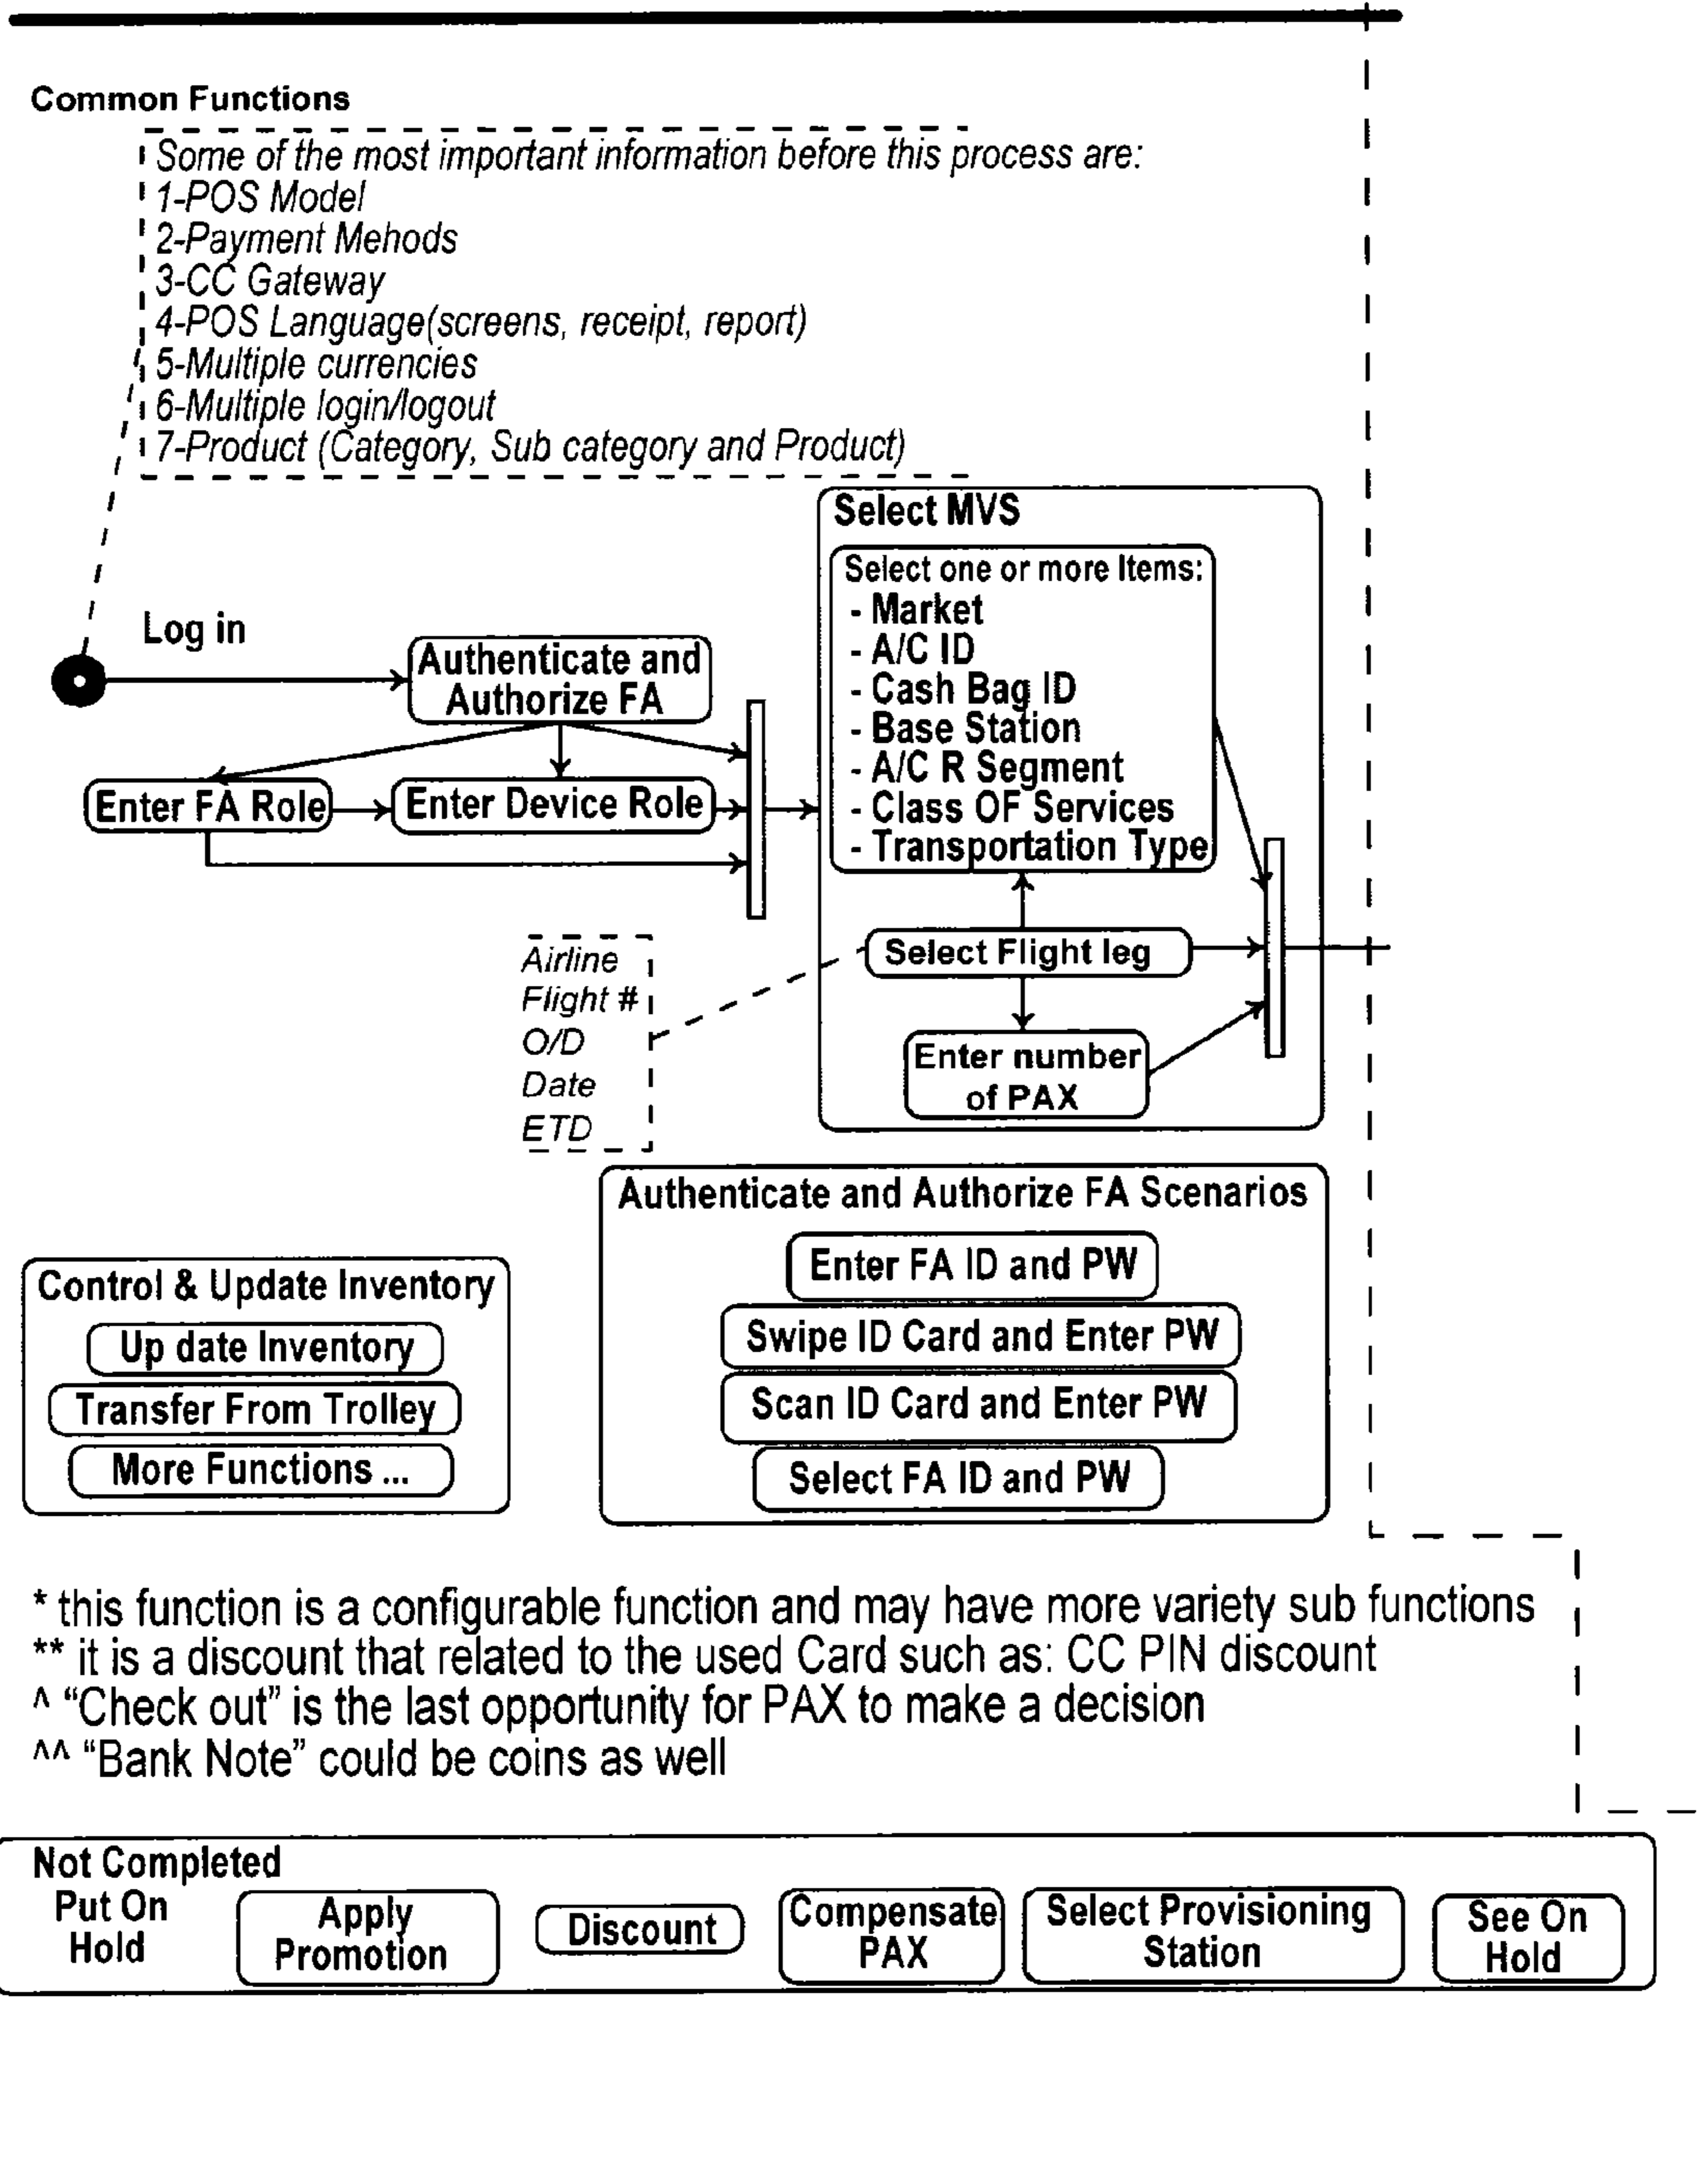 Common Functions
Some of the most important information before this process are:
1-POS Model
2-Payment Mehods
3-CC Gateway
4-POS Language(screens, receipt, report)
5-Multiple currencies
6-Multiple login/logout
7-Product (Category, Sub category and Product)
Select MVS
Select one or more Items:
- Market
- A/C ID
- Cash Bag ID
- Base Station
- A/C R Segment
- Class OF Services
- Transportation Type
Log in
Authenticate and
Authorize FA
Enter FA Role
Enter Device Role
Airline
Flight #
O/D
Date
ETD
Select Flight leg
Enter number
of PAX
Authenticate and Authorize FA Scenarios
Enter FA ID and PW
Swipe ID Card and Enter PW
Scan ID Card and Enter PW
Select FA ID and PW
Control & Update Inventory
Up date Inventory
Transfer From Trolley
More Functions ...
* this function is a configurable function and may have more variety sub functions
** it is a discount that related to the used Card such as: CC PIN discount
^ “Check out” is the last opportunity for PAX to make a decision
^^ “Bank Note” could be coins as well
Not Completed
Put On
Hold
Apply
Promotion
Discount
Compensate
PAX
Select Provisioning
Station
See On
Hold